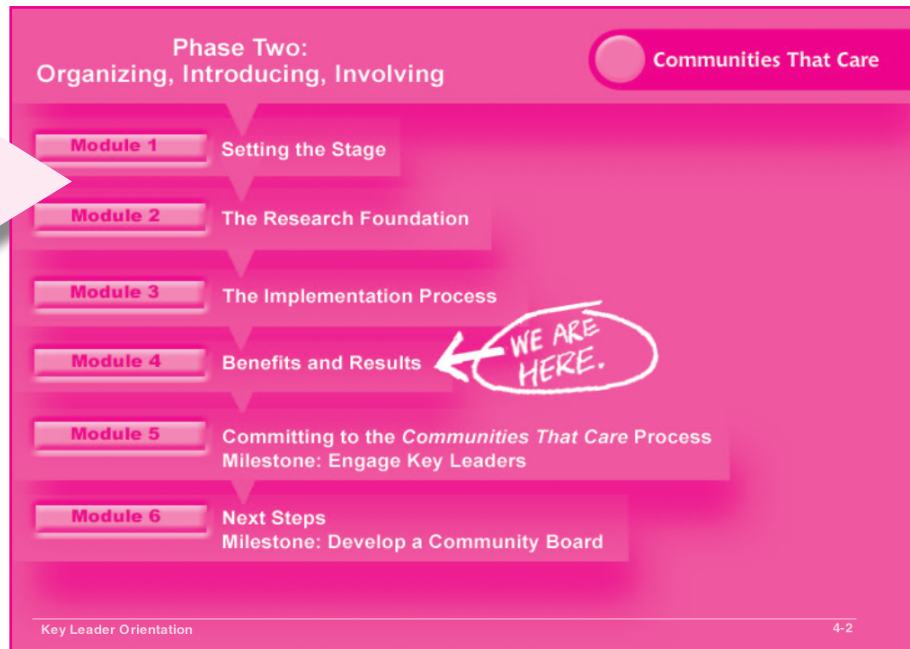 Phase Two:
Organizing, Introducing, Involving
Communities That Care
Module 1
Setting the Stage
Module 2
The Research Foundation
Module 3
The Implementation Process
Module 4
Benefits and Results
WE ARE
HERE.
Module 5
Committing to the Communities That Care Process
Milestone: Engage Key Leaders
Module 6
Next Steps
Milestone: Develop a Community Board
Key Leader Orientation
4-2